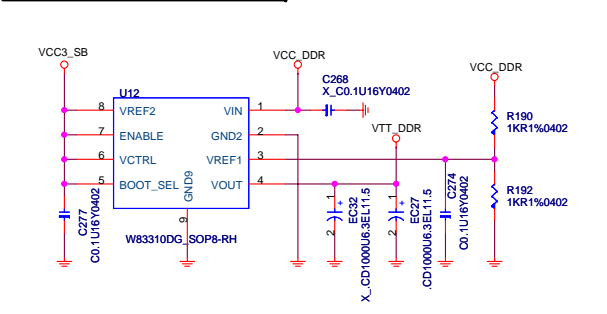 VCC3_SB
VCC_DDR
VCC_DDR
C268
X_C0.1U16Y0402
U12
8 VREF2 VIN 1
7 ENABLE GND2 2
6 VCTRL VREF1 3
5 BOOT_SEL VOUT 4
GND9
9
W83310DG_SOP8-RH
VTT_DDR
R190
1KR1%0402
R192
1KR1%0402
C277
C0.1U16Y0402
1
+
2
EC32
X_.CD1000U6.3EL11.5
1
+
2
EC27
.CD1000U6.3EL11.5
C274
C0.1U16Y0402